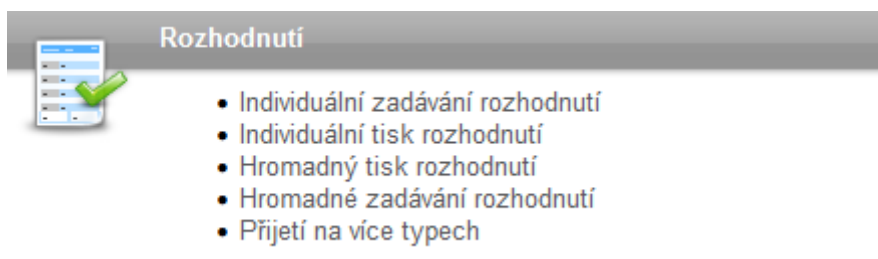 Rozhodnutí
• Individuální zadávání rozhodnutí
• Individuální tisk rozhodnutí
• Hromadný tisk rozhodnutí
• Hromadné zadávání rozhodnutí
• Přijetí na více typech